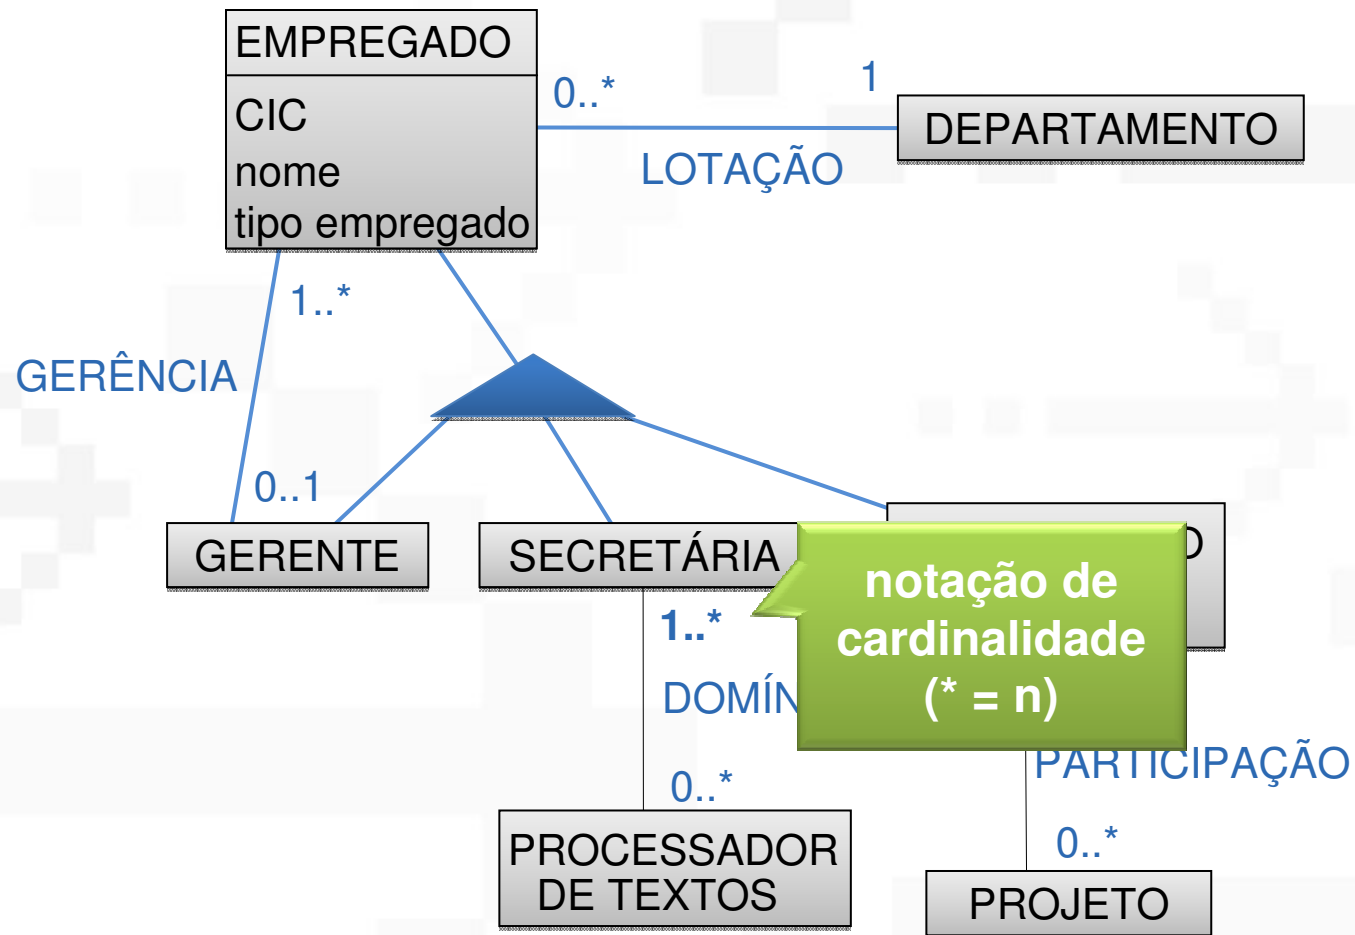 EMPREGADO
CIC
nome
tipo empregado
0..*
1
DEPARTAMENTO
LOTAÇÃO
1..*
GERÊNCIA
0..1
GERENTE
SECRETÁRIA
notação de
cardinalidade
(* = n)
1..*
0..*
PARTICIPAÇÃO
0..*
PROCESSADOR
DE TEXTOS
PROJETO